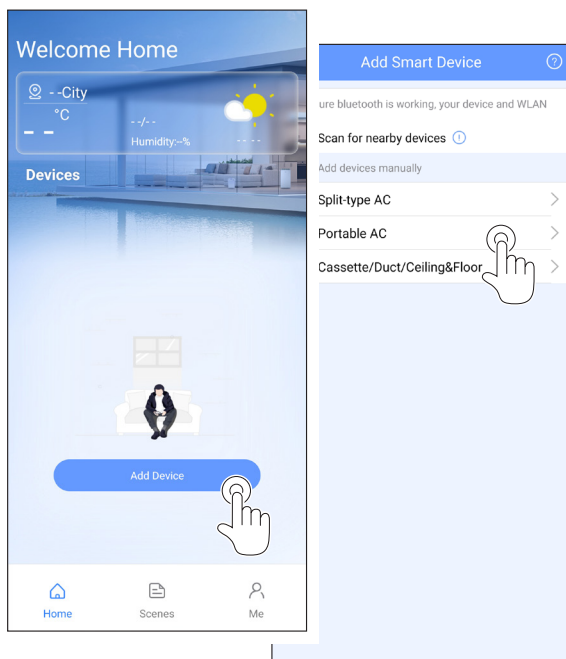 Welcome Home
- -City
°C
- -
--/--
Humidity:--%
-- --
Devices
Add Device
Home
Scenes
Me
Add Smart Device
?
ure bluetooth is working, your device and WLAN
Scan for nearby devices
Add devices manually
Split-type AC
Portable AC
Cassette/Duct/Ceiling&Floor